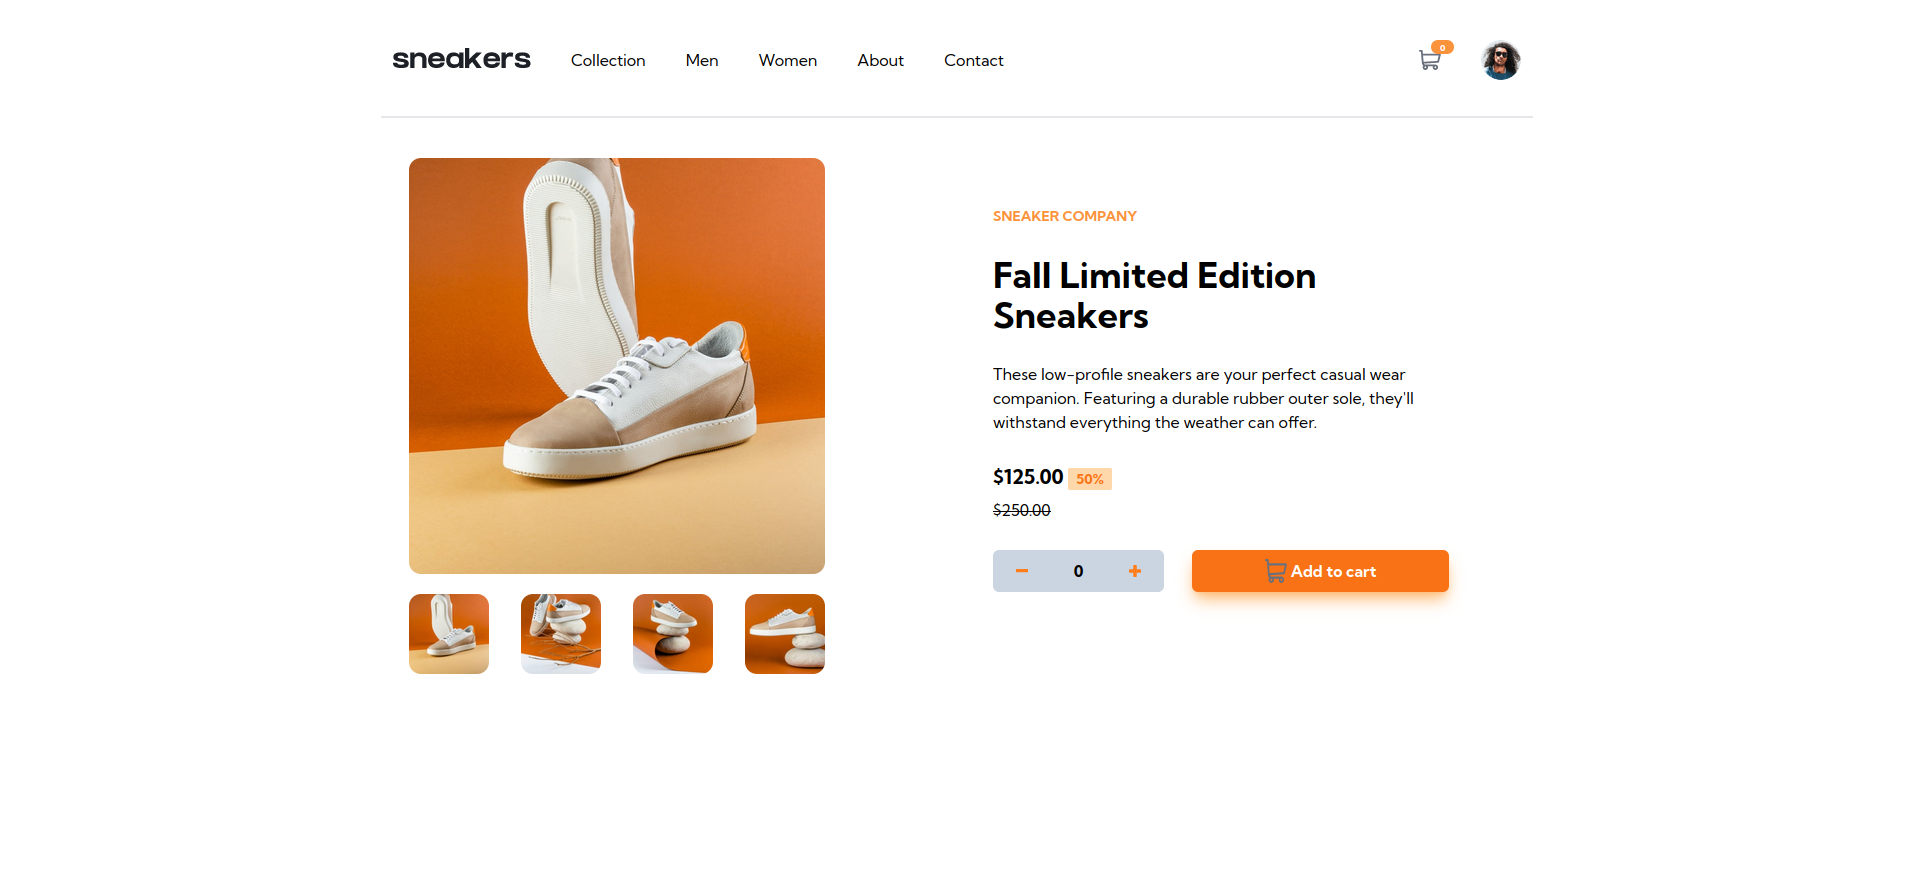 sneakers Collection Men Women About Contact 0
SNEAKER COMPANY
Fall Limited Edition
Sneakers
These low-profile sneakers are your perfect casual wear
companion. Featuring a durable rubber outer sole, they'll
withstand everything the weather can offer.
$125.00 50%
$250.00
− 0 + Add to cart